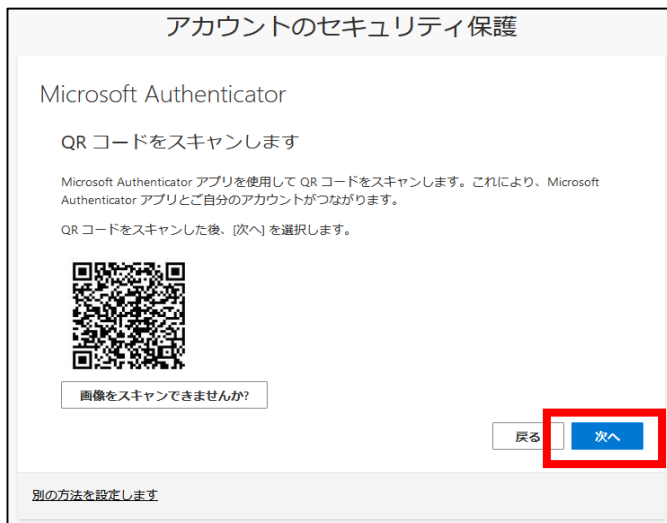 アカウントのセキュリティ保護
Microsoft Authenticator
QR コードをスキャンします
Microsoft Authenticator アプリを使用して QR コードをスキャンします。これにより、Microsoft
Authenticator アプリとご自分のアカウントがつながります。
QR コードをスキャンした後、[次へ] を選択します。
画像をスキャンできませんか?
戻る
次へ
別の方法を設定します